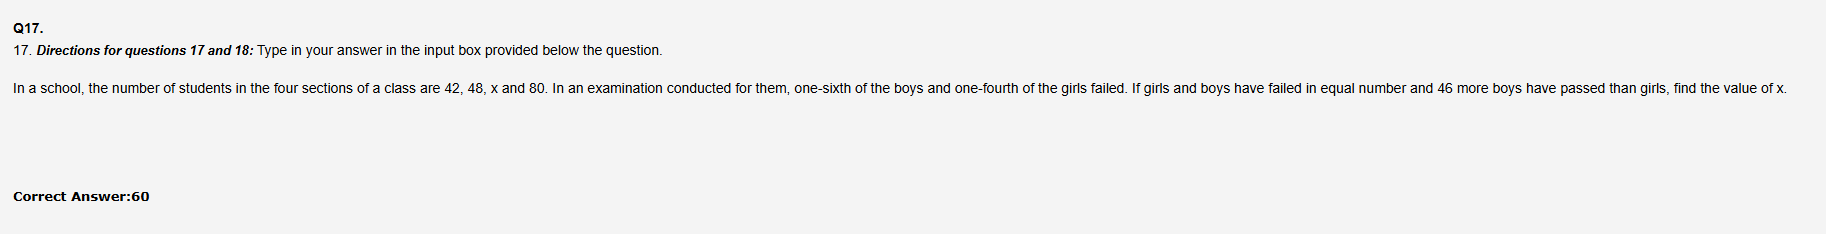 Q17.
17. Directions for questions 17 and 18: Type in your answer in the input box provided below the question.
In a school, the number of students in the four sections of a class are 42, 48, x and 80. In an examination conducted for them, one-sixth of the boys and one-fourth of the girls failed. If girls and boys have failed in equal number and 46 more boys have passed than girls, find the value of x.
Correct Answer:60